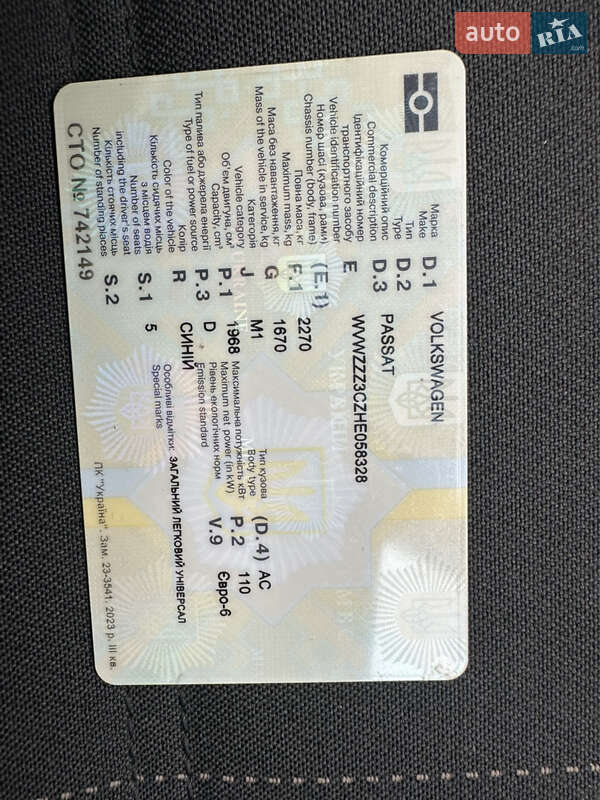 auto RIA .com
Марка
Make D.1 VOLKSWAGEN
Тип
Type D.2
Комерційний опис
Commercial description D.3 PASSAT
Ідентифікаційний номер
транспортного засобу
Vehicle identification number E WVWZZZ3CZHE058328
Номер шасі (кузова, рами)
Chassis number (body, frame) (E.1)
Повна маса, кг
Maximum mass, kg F.1 2270
Маса без навантаження, кг
Mass of the vehicle in service, kg G 1670
Категорія
Vehicle category J M1
Тип кузова
Body type (D.4) AC
Об'єм двигуна, см³
Capacity, cm³ P.1 1968
Максимальна потужність кВт
Maximum net power (in kW) P.2 110
Тип палива або джерела енергії
Type of fuel or power source P.3 D
Рівень екологічних норм
Emission standard V.9 Євро-6
Колір
Color of the vehicle R СИНІЙ
Кількість сидячих місць
з місцем водія
Number of seats
including the driver's seat S.1 5
Особливі відмітки: ЗАГАЛЬНИЙ ЛЕГКОВИЙ УНІВЕРСАЛ
Special marks
Кількість стоячих місць
Number of standing places S.2
СТО № 742149
ПК "Україна". Зам. 23-3541. 2023 р. III кв.